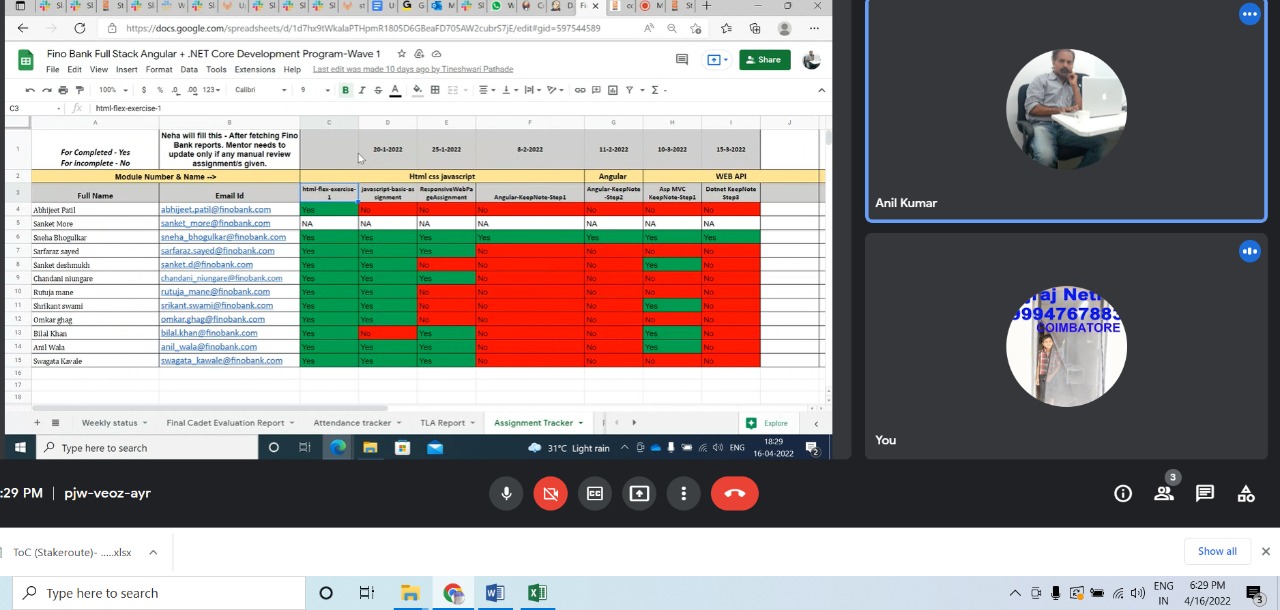 https://docs.google.com/spreadsheets/d/1d7hx9tWkalaPTHpmR1805D6GBeaFD705AW2cubrS7jE/edit#gid=597544589
Fino Bank Full Stack Angular + .NET Core Development Program-Wave 1
File Edit View Insert Format Data Tools Extensions Help Last edit was made 10 days ago by Tineshwari Pathade
Share
100% $ % .0 .00 123 Calibri 9 B I S A
C3 fx html-flex-exercise-1
A B C D E F G H I J
1 For Completed - Yes
For incomplete - No
Neha will fill this - After fetching Fino
Bank reports. Mentor needs to
update only if any manual review
assignment/s given.
20-1-2022 25-1-2022 8-2-2022 11-2-2022 10-3-2022 15-3-2022
2 Module Number & Name --> Html css javascript Angular WEB API
3 Full Name Email Id html-flex-exercise-1 javascript-basic-assignment ResponsiveWebPageAssignment Angular-KeepNote-Step1 Angular-KeepNote-Step2 Asp MVC KeepNote-Step1 Dotnet KeepNote Step3
4 Abhijeet Patil abhijeet.patil@finobank.com Yes No No No No No No
5 Sanket More sanket_more@finobank.com NA NA NA NA NA NA NA
6 Sneha Bhogulkar sneha_bhogulkar@finobank.com Yes Yes Yes Yes Yes Yes Yes
7 Sarfaraz sayed sarfaraz.sayed@finobank.com Yes Yes Yes No No No No
8 Sanket deshmukh sanket.d@finobank.com Yes Yes No No No Yes No
9 Chandani niungare chandani_niungare@finobank.com Yes Yes Yes No No No No
10 Rutuja mane rutuja_mane@finobank.com Yes Yes No No No No No
11 Shrikant swami srikant.swami@finobank.com Yes Yes No No No Yes No
12 Omkar ghag omkar.ghag@finobank.com Yes Yes No No No No No
13 Bilal Khan bilal.khan@finobank.com Yes No Yes No No Yes No
14 Anil Wala anil_wala@finobank.com Yes Yes Yes No No Yes No
15 Swagata Kavale swagata_kawale@finobank.com Yes Yes Yes No No No No
16
17
18
Weekly status Final Cadet Evaluation Report Attendance tracker TLA Report Assignment Tracker Explore
Type here to search 31°C Light rain ENG 18:29
16-04-2022 2
Anil Kumar
aj Net
9994767883
COIMBATORE
You
:29 PM | pjw-veoz-ayr
3
ToC (Stakeroute)- .....xlsx Show all
Type here to search ENG
IN
6:29 PM
4/16/2022
3